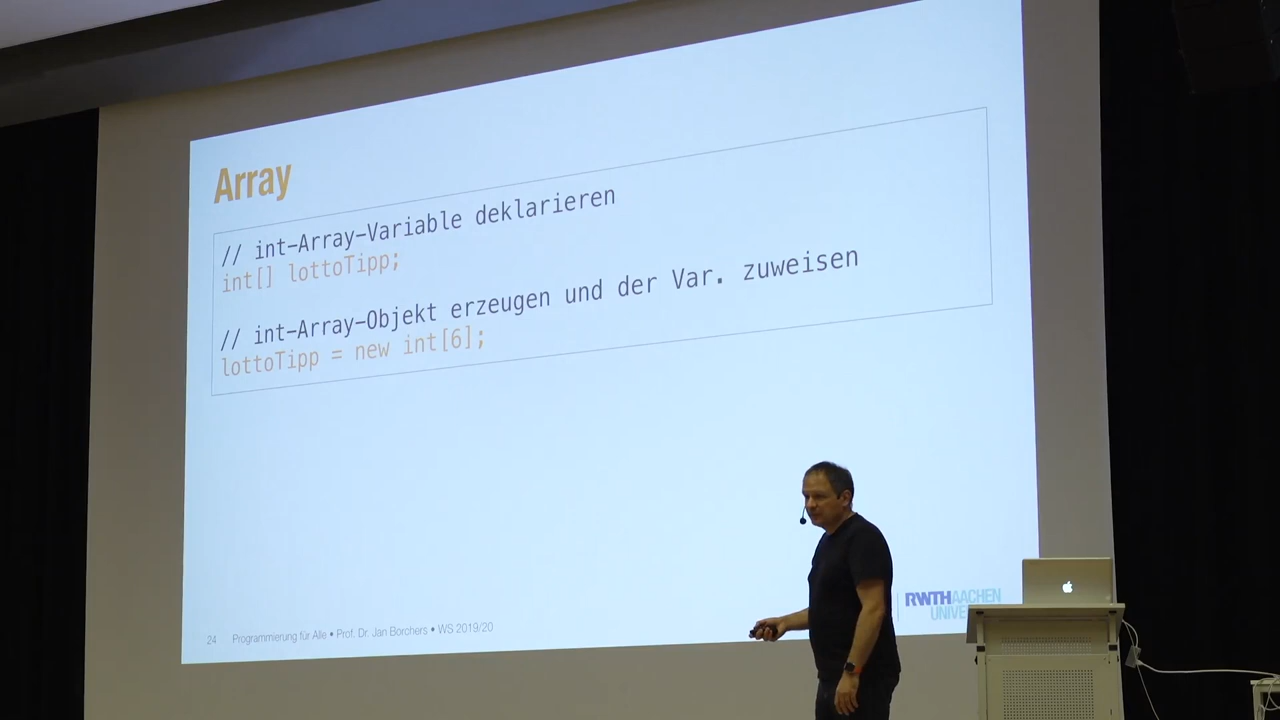 Array
// int-Array-Variable deklarieren
int[] lottoTipp;
// int-Array-Objekt erzeugen und der Var. zuweisen
lottoTipp = new int[6];
24 Programmierung für Alle • Prof. Dr. Jan Borchers • WS 2019/20
RWTHAACHEN